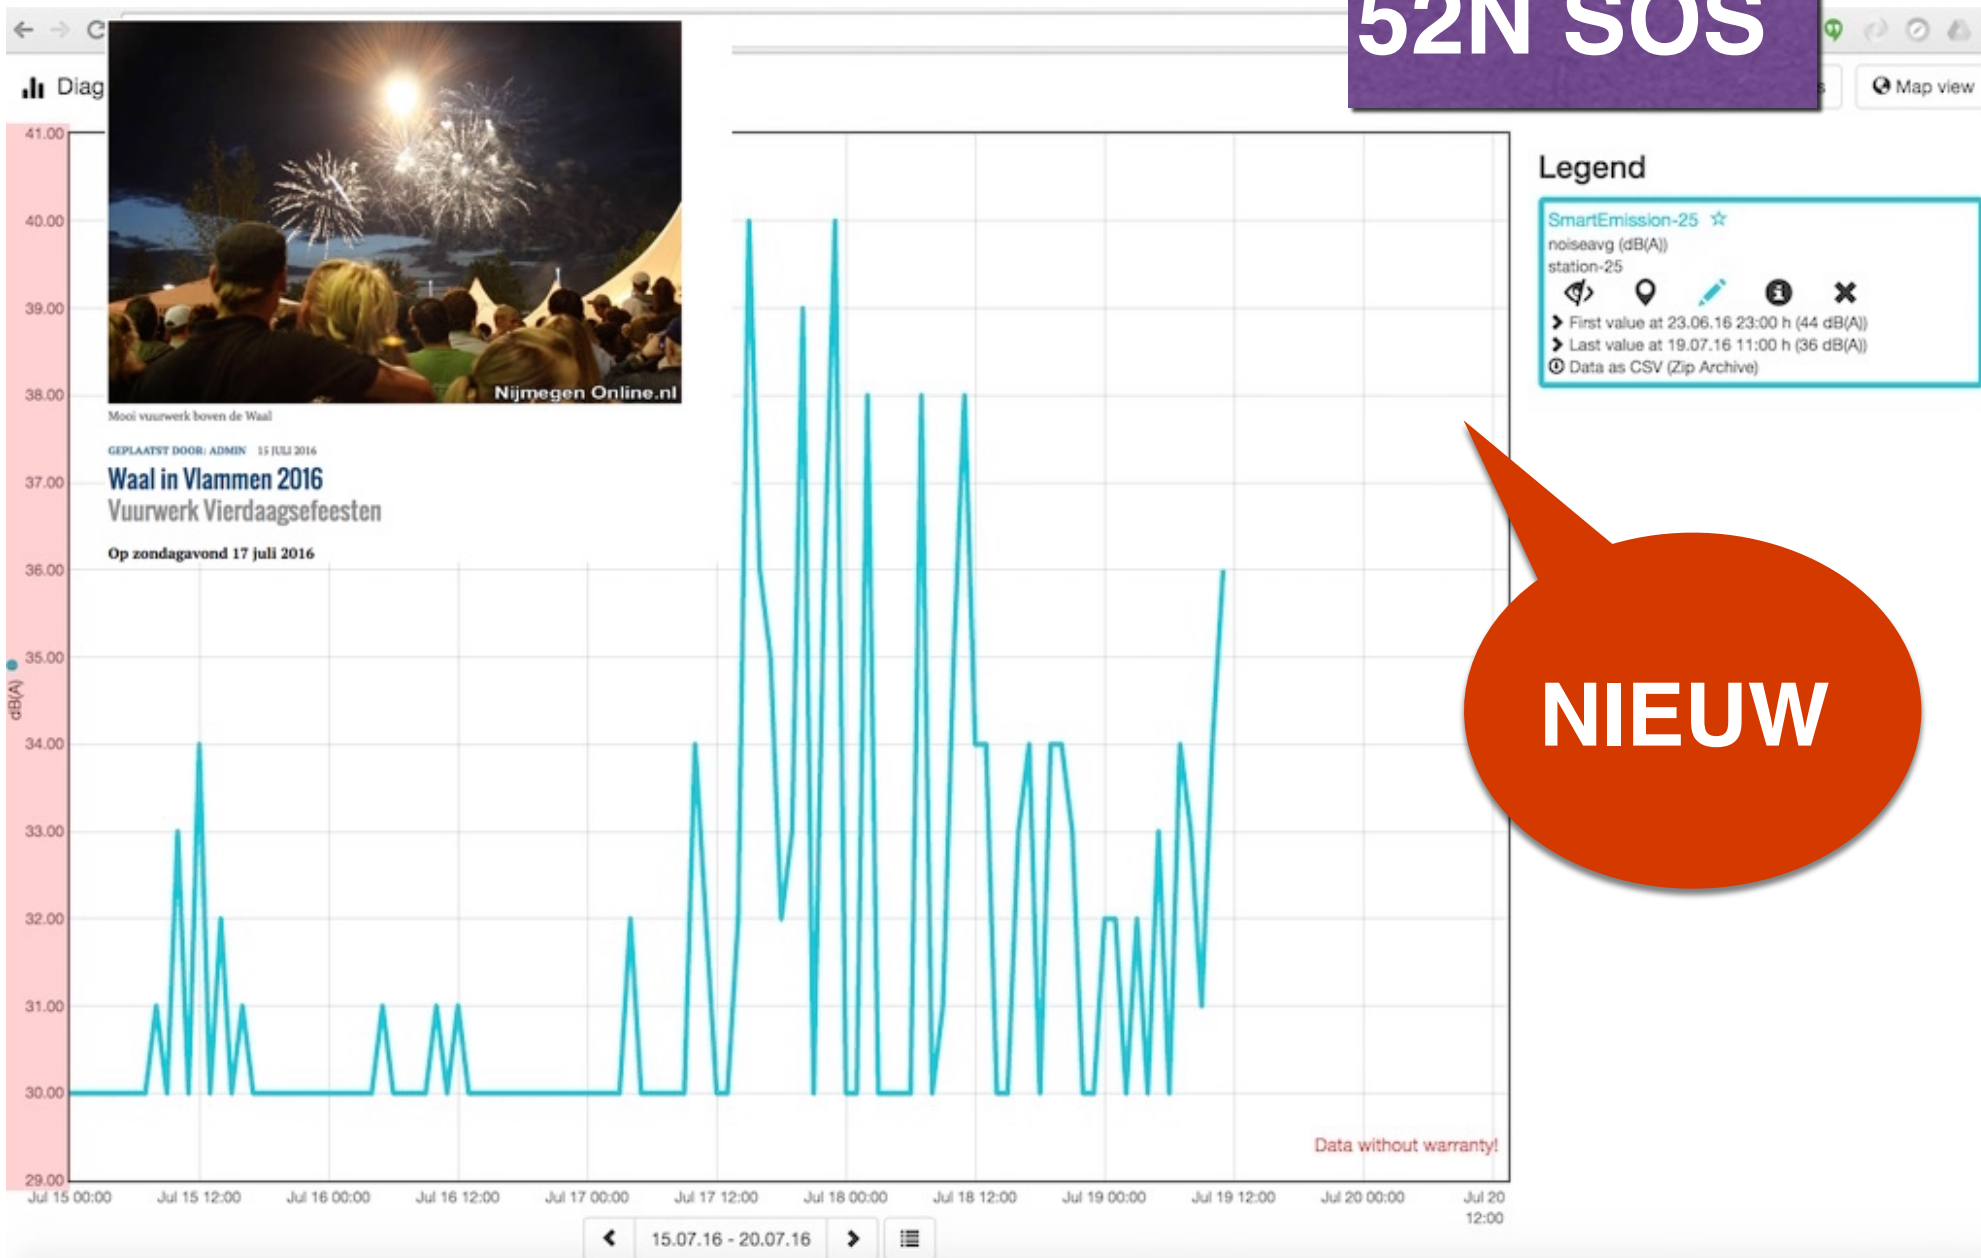 52N SOS
Diag
s
Map view
Nijmegen Online.nl
Mooi vuurwerk boven de Waal
GEPLAATST DOOR: ADMIN 15 JULI 2016
Waal in Vlammen 2016
Vuurwerk Vierdaagsefeesten
Op zondagavond 17 juli 2016
Legend
SmartEmission-25
noiseavg (dB(A))
station-25
First value at 23.06.16 23:00 h (44 dB(A))
Last value at 19.07.16 11:00 h (36 dB(A))
Data as CSV (Zip Archive)
NIEUW
41.00
40.00
39.00
38.00
37.00
36.00
35.00
dB(A)
34.00
33.00
32.00
31.00
30.00
29.00
Data without warranty!
Jul 15 00:00 Jul 15 12:00 Jul 16 00:00 Jul 16 12:00 Jul 17 00:00 Jul 17 12:00 Jul 18 00:00 Jul 18 12:00 Jul 19 00:00 Jul 19 12:00 Jul 20 00:00 Jul 20
12:00
15.07.16 - 20.07.16